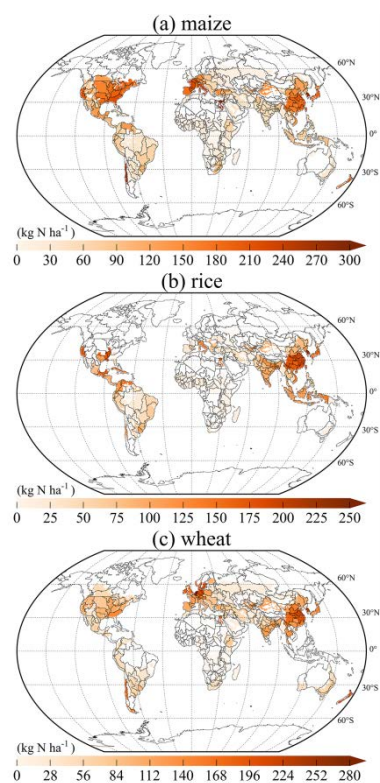 (a) maize
60°N
30°N
0°
30°S
60°S
(kg N ha⁻¹)
0 30 60 90 120 150 180 210 240 270 300
(b) rice
60°N
30°N
0°
30°S
60°S
(kg N ha⁻¹)
0 25 50 75 100 125 150 175 200 225 250
(c) wheat
60°N
30°N
0°
30°S
60°S
(kg N ha⁻¹)
0 28 56 84 112 140 168 196 224 252 280